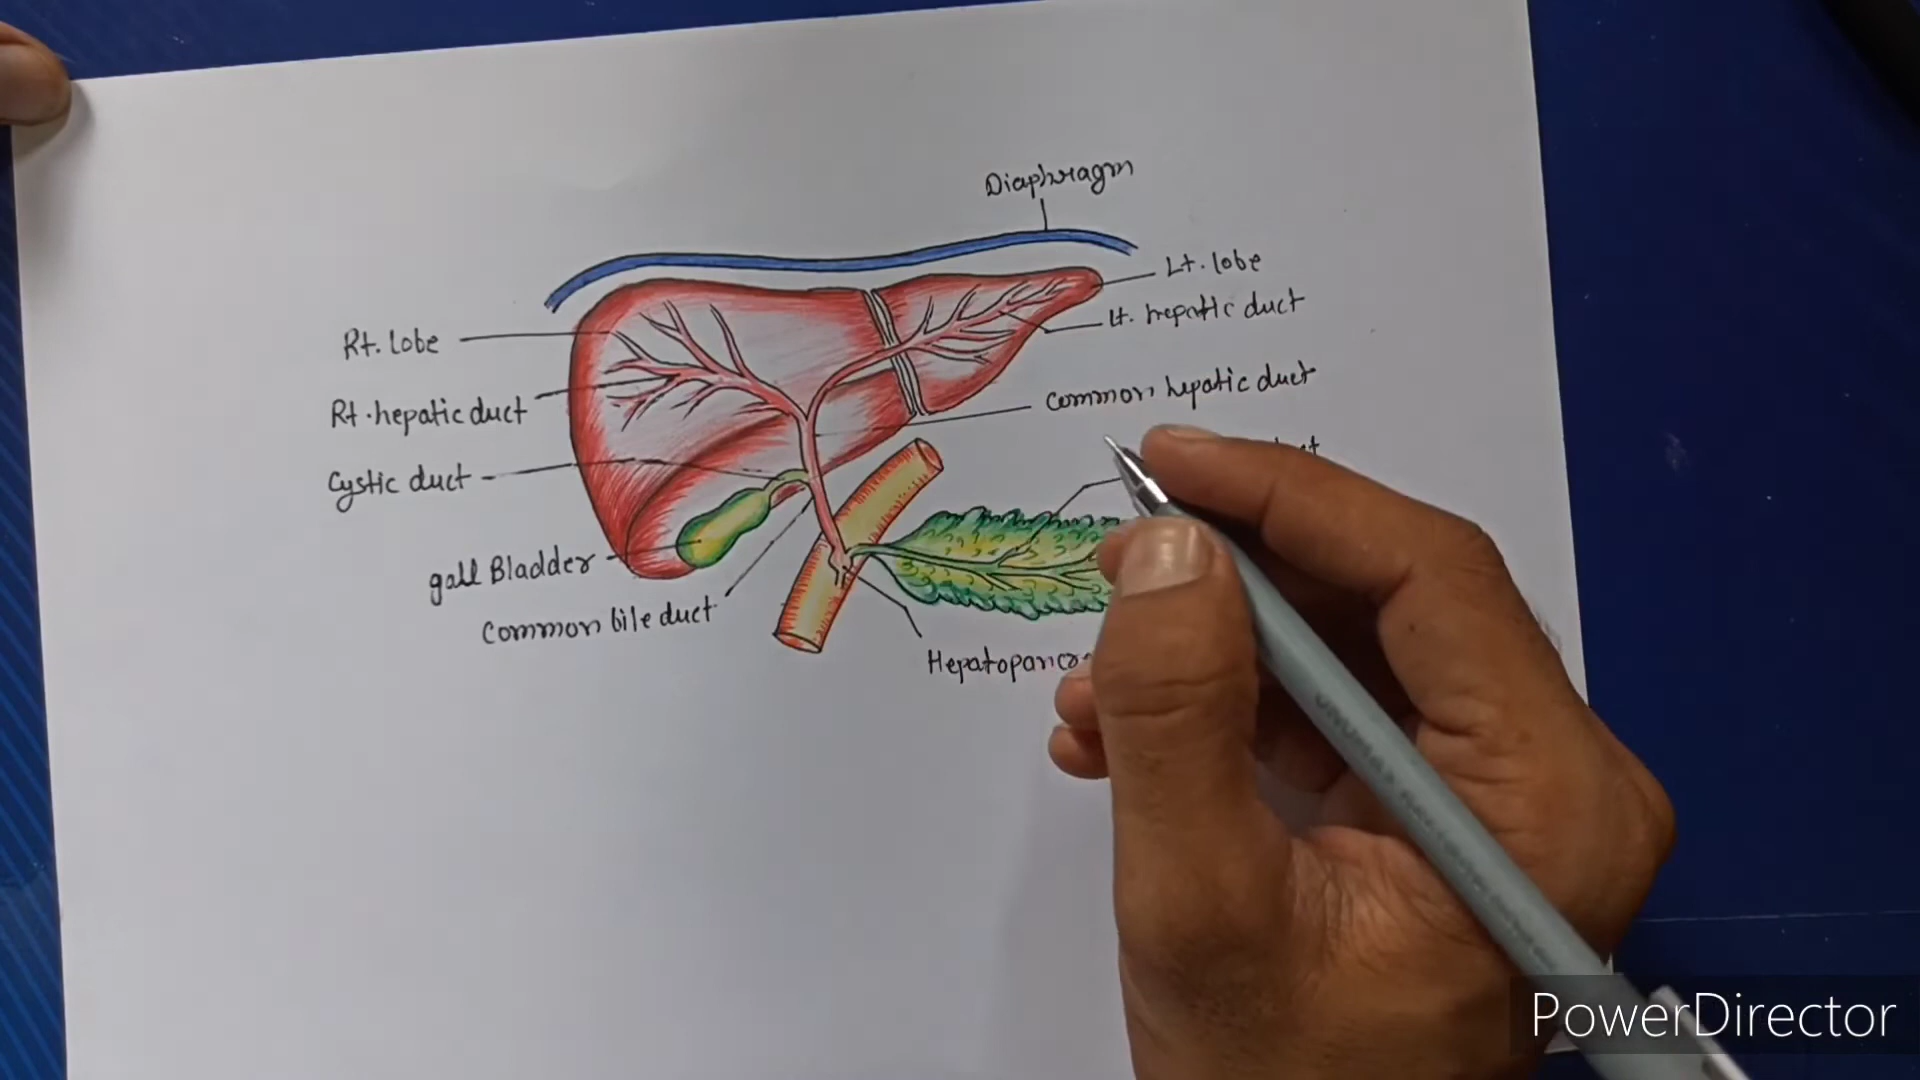 Diaphragm
Lt. lobe
Lt. hepatic duct
Rt. lobe
common hepatic duct
Rt. hepatic duct
Cystic duct
gall Bladder
Common bile duct
PowerDirector